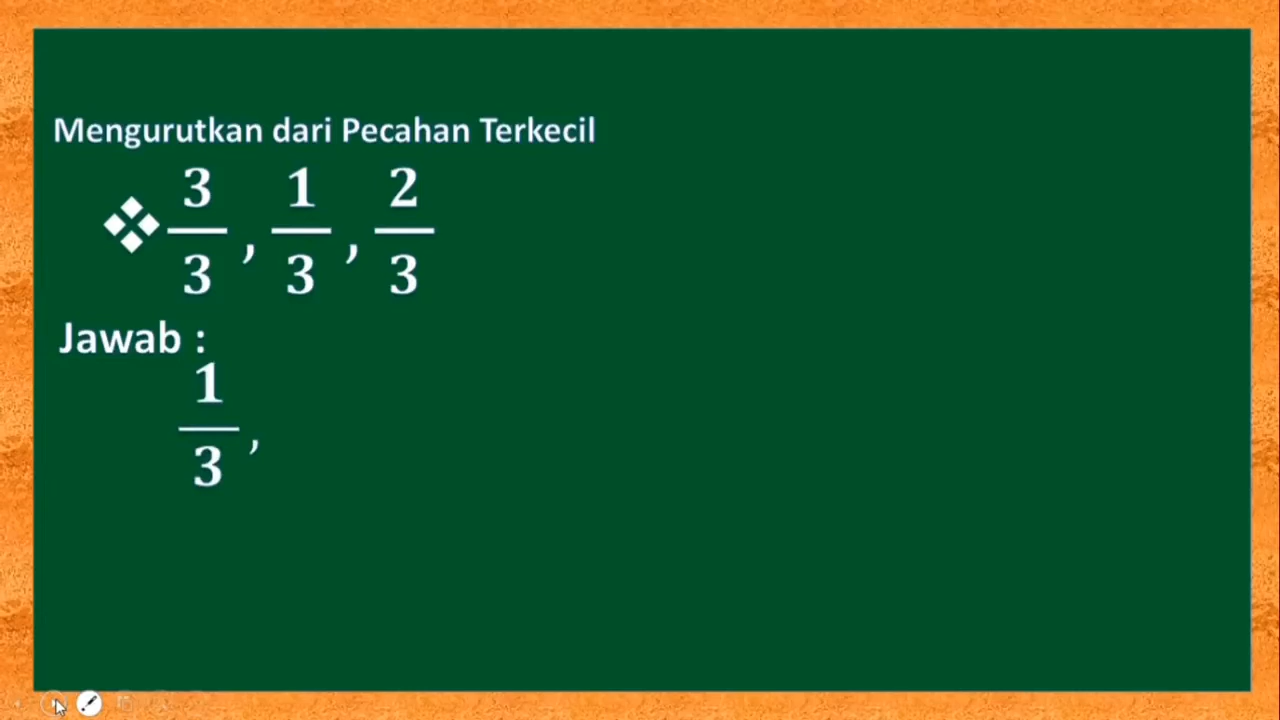 Mengurutkan dari Pecahan Terkecil
❖ 3/3 , 1/3 , 2/3
Jawab :
1/3 ,